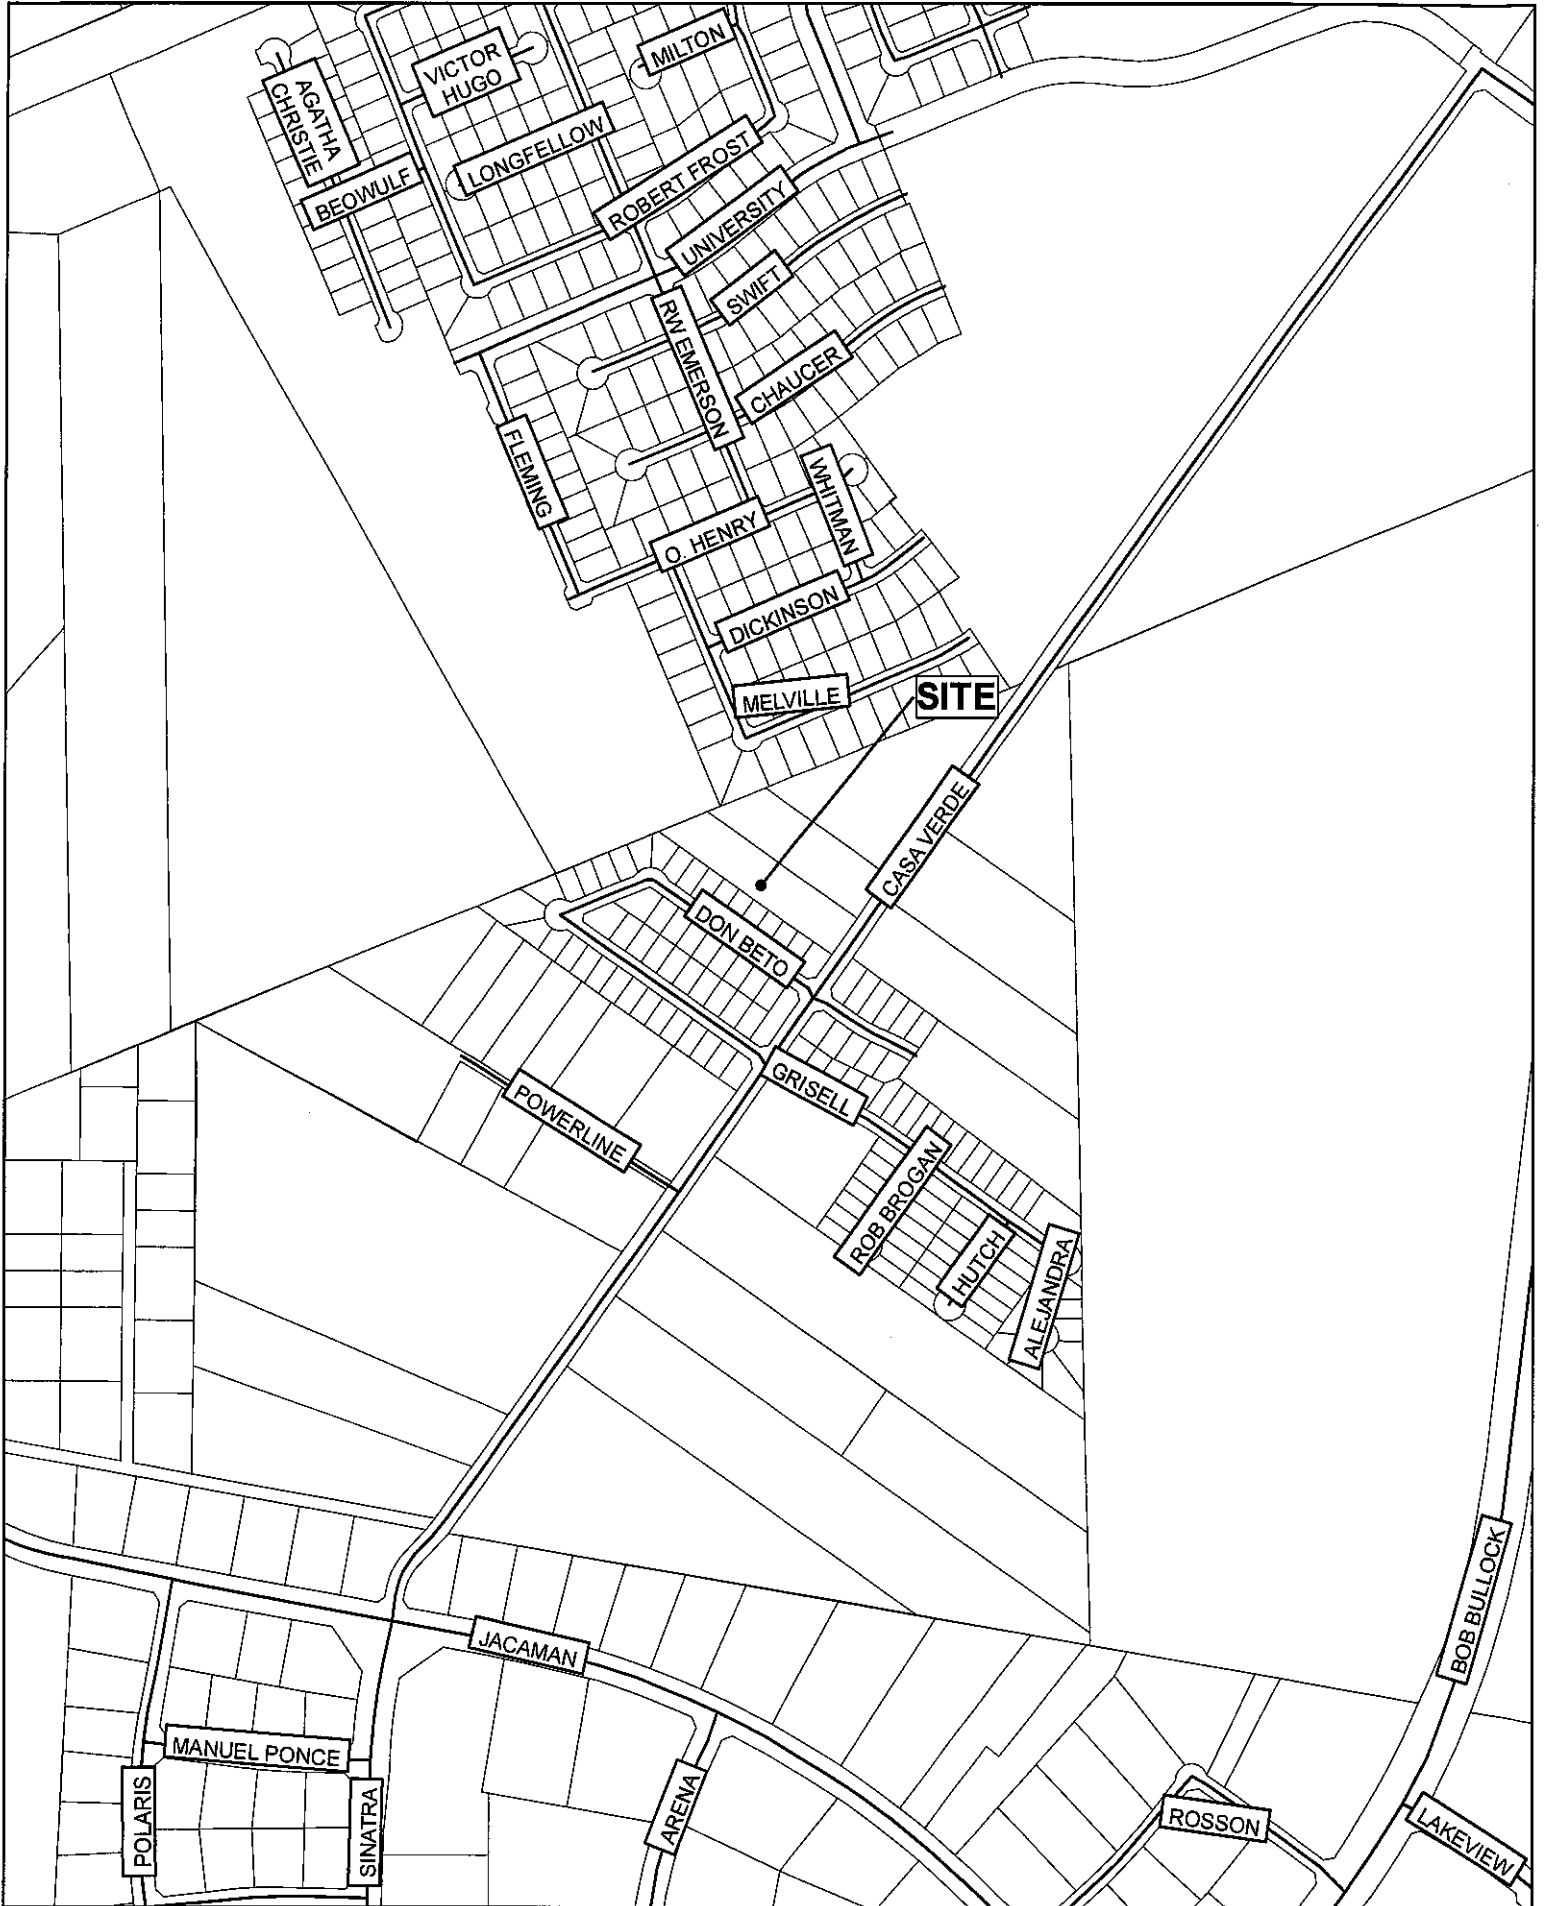 VICTOR
HUGO
MILTON
AGATHA
CHRISTIE
LONGFELLOW
BEOWULF
ROBERT FROST
UNIVERSITY
SWIFT
RW EMERSON
CHAUCER
FLEMING
WHITMAN
O. HENRY
DICKINSON
MELVILLE
SITE
CASA VERDE
DON BETO
GRISELL
POWERLINE
ROB BROGAN
HUTCH
ALEJANDRA
BOB BULLOCK
JACAMAN
MANUEL PONCE
POLARIS
SINATRA
ARENA
ROSSON
LAKEVIEW